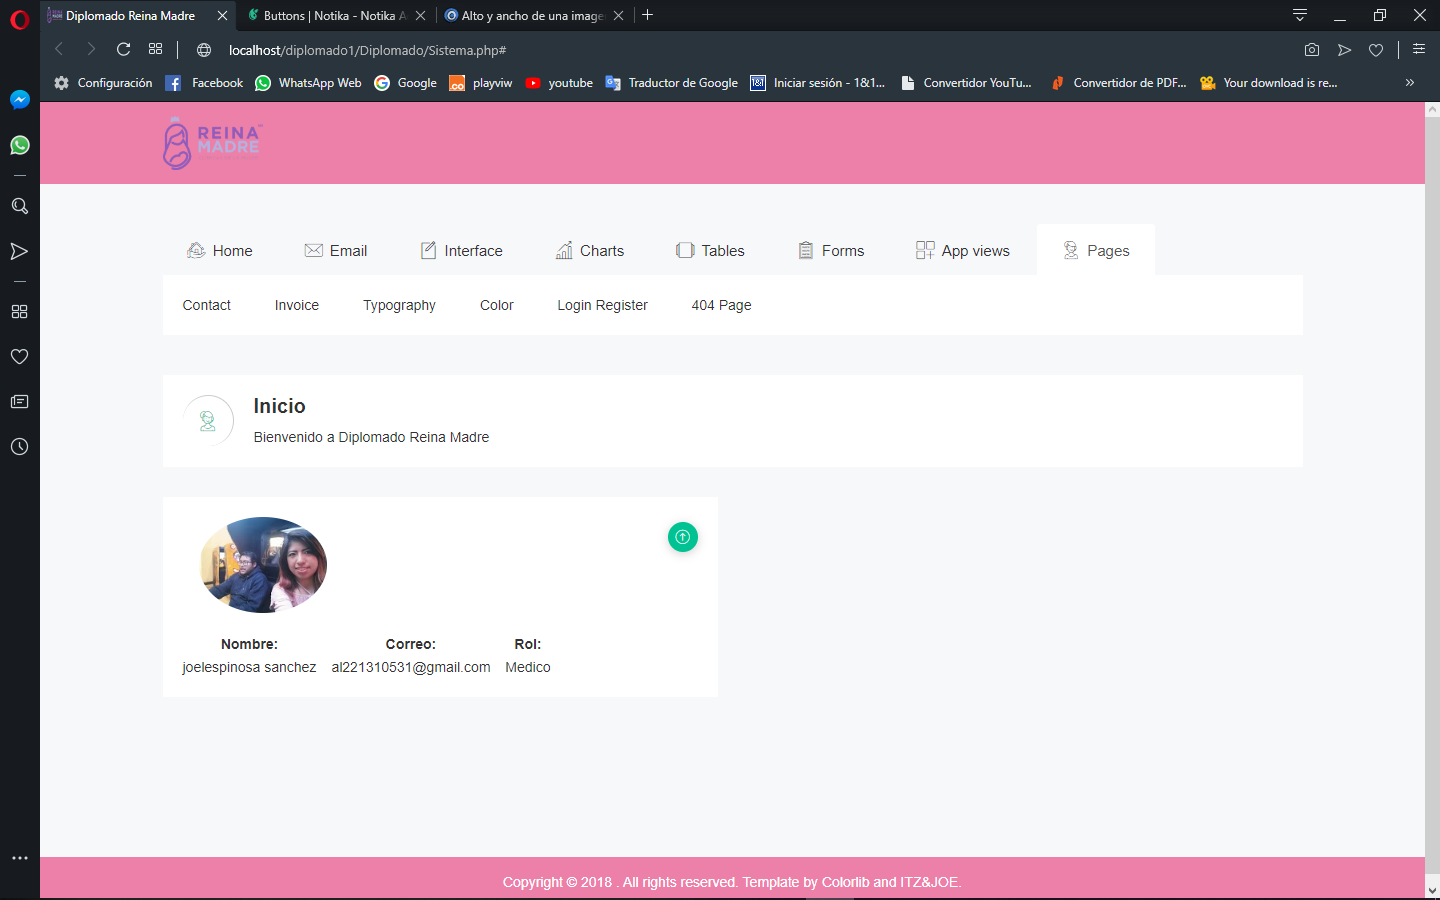 Diplomado Reina Madre
Buttons | Notika - Notika A
Alto y ancho de una image
localhost/diplomado1/Diplomado/Sistema.php#
Configuración
Facebook
WhatsApp Web
Google
playviw
youtube
Traductor de Google
Iniciar sesión - 1&1...
Convertidor YouTu...
Convertidor de PDF...
Your download is re...
»
REINA
MADRE
Home
Email
Interface
Charts
Tables
Forms
App views
Pages
Contact
Invoice
Typography
Color
Login Register
404 Page
Inicio
Bienvenido a Diplomado Reina Madre
Nombre:
Correo:
Rol:
joelespinosa sanchez
al221310531@gmail.com
Medico
Copyright © 2018 . All rights reserved. Template by Colorlib and ITZ&JOE.